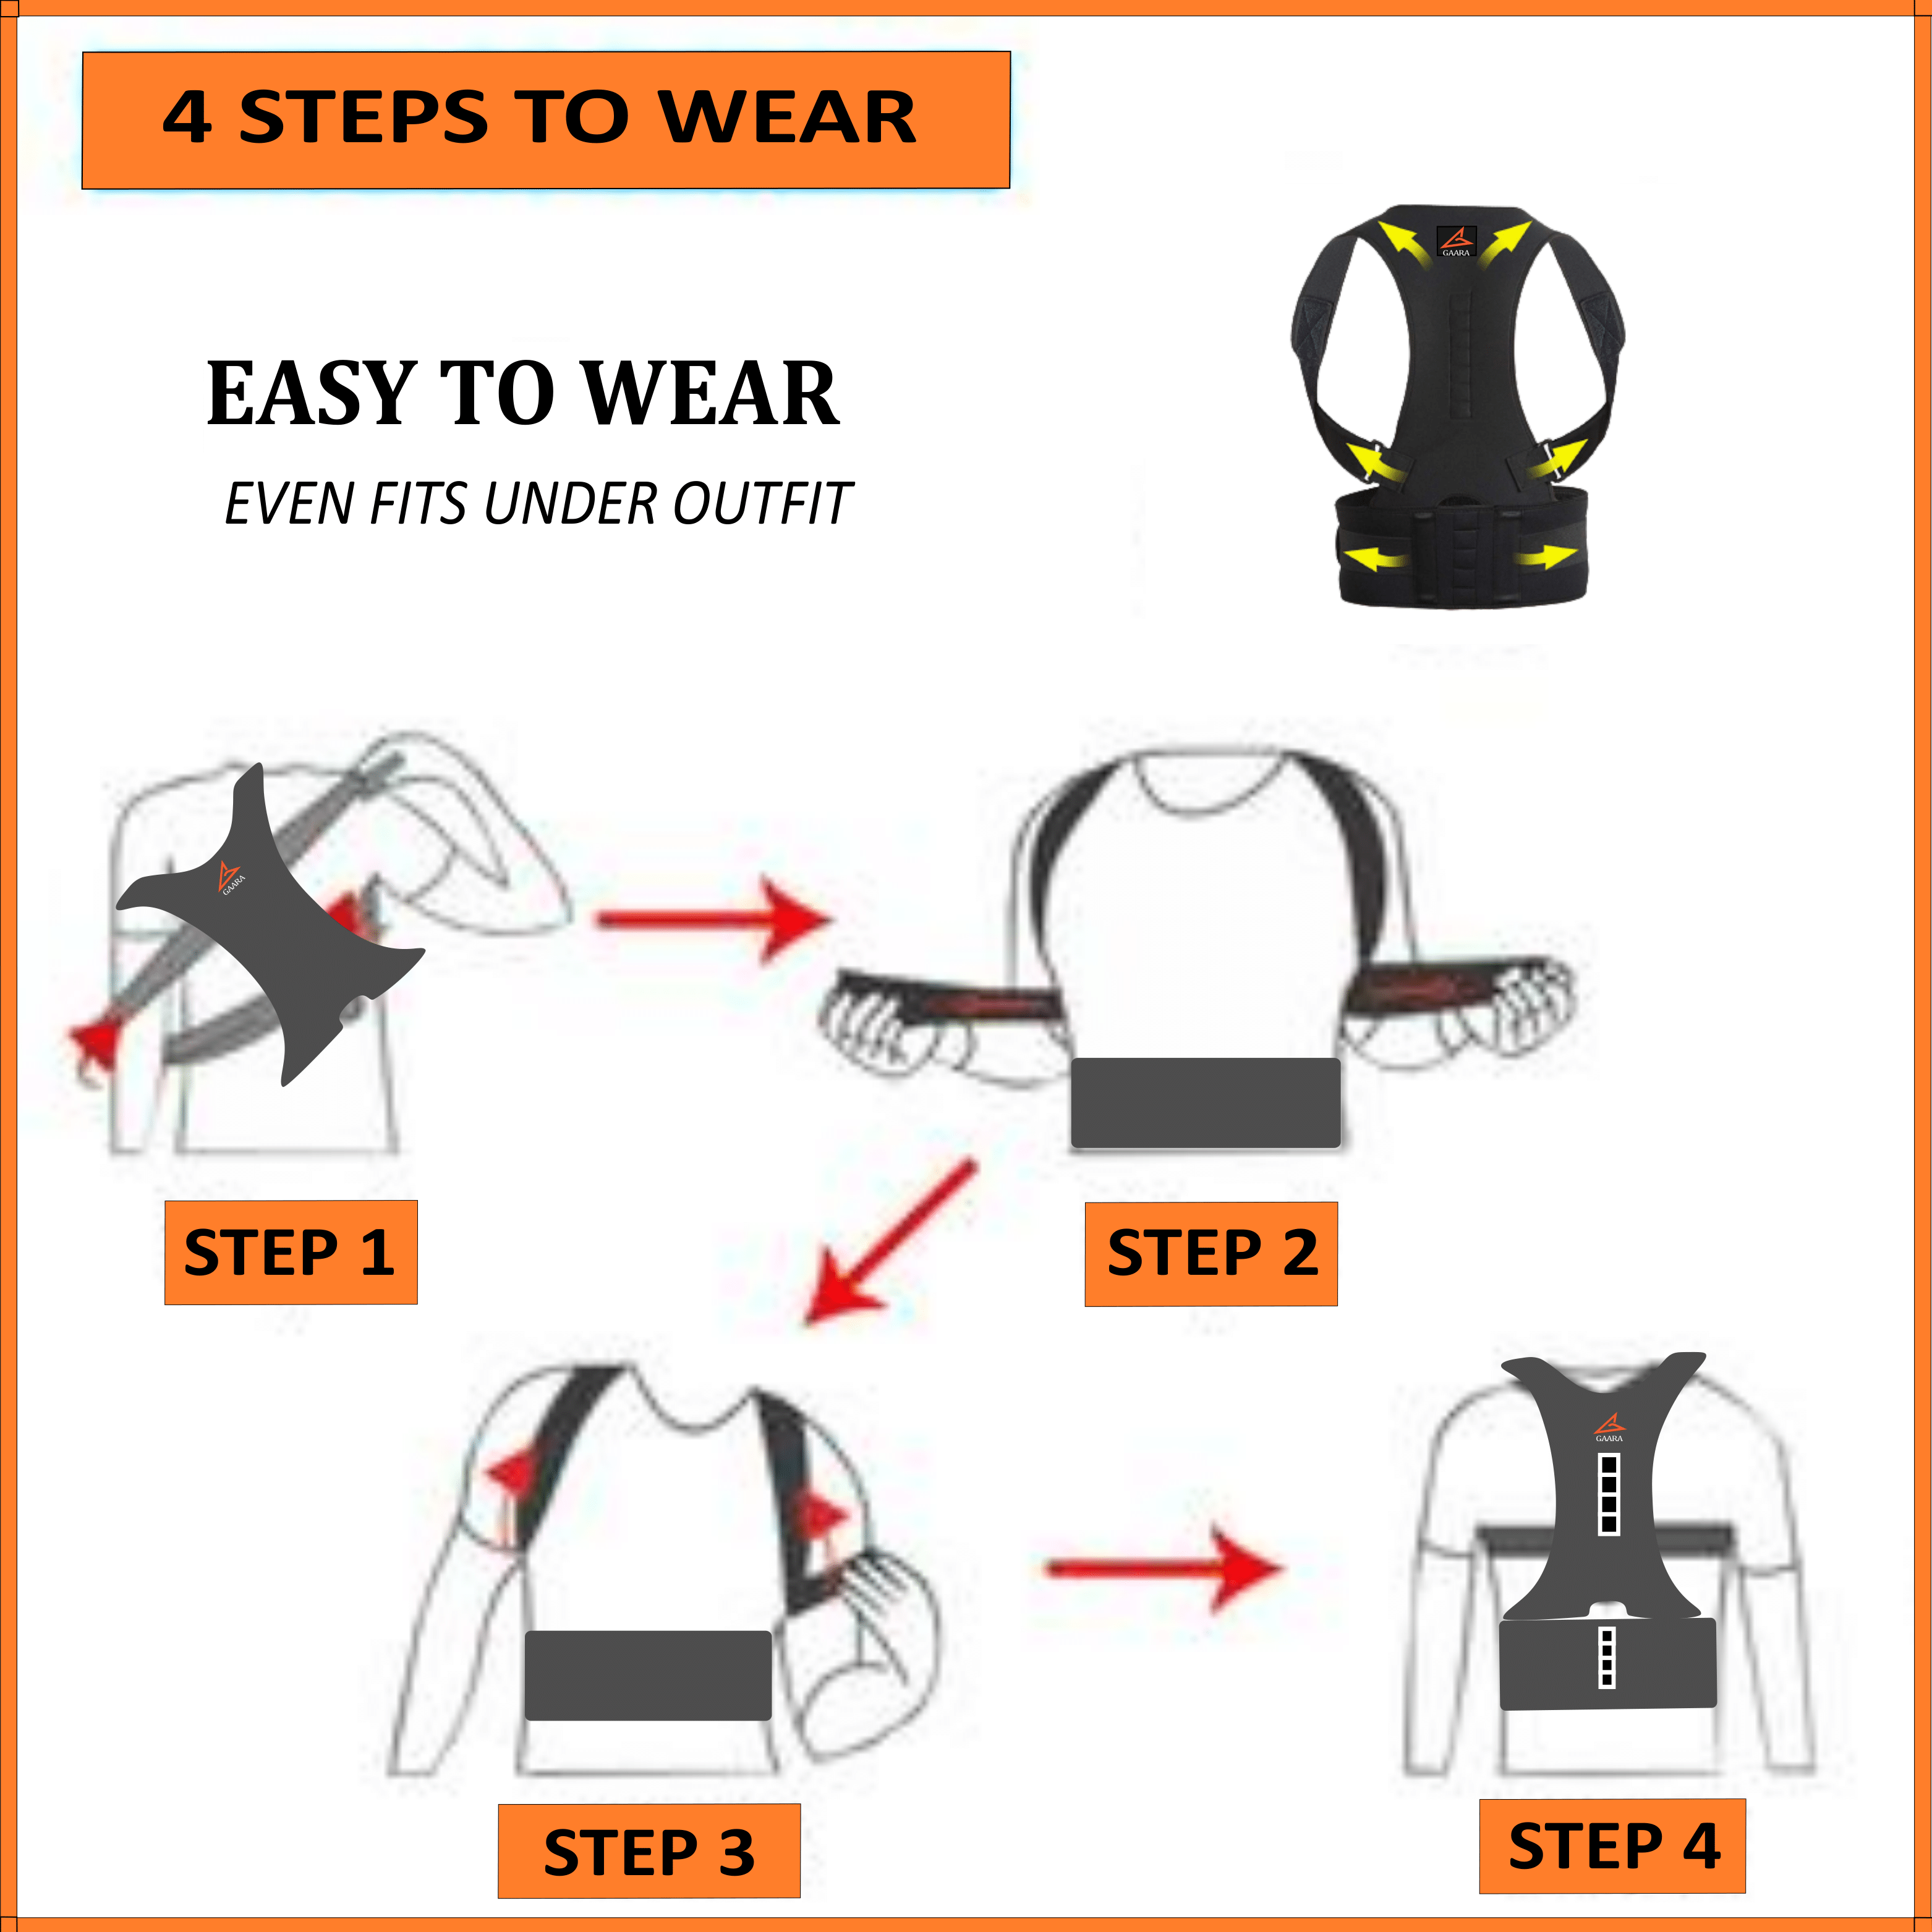 4 STEPS TO WEAR
GAARA
EASY TO WEAR
EVEN FITS UNDER OUTFIT
GAARA
STEP 1
STEP 2
GAARA
STEP 3
STEP 4